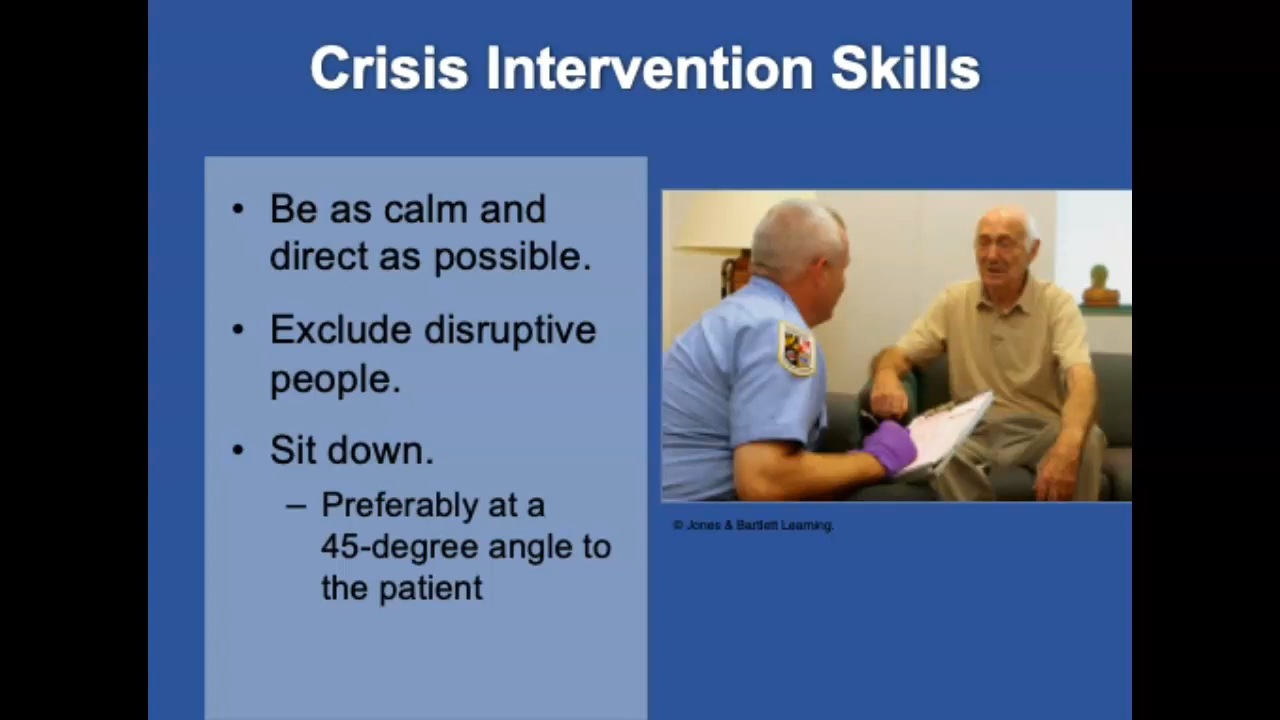 Crisis Intervention Skills
• Be as calm and
direct as possible.
• Exclude disruptive
people.
• Sit down.
– Preferably at a
45-degree angle to
the patient
© Jones & Bartlett Learning.